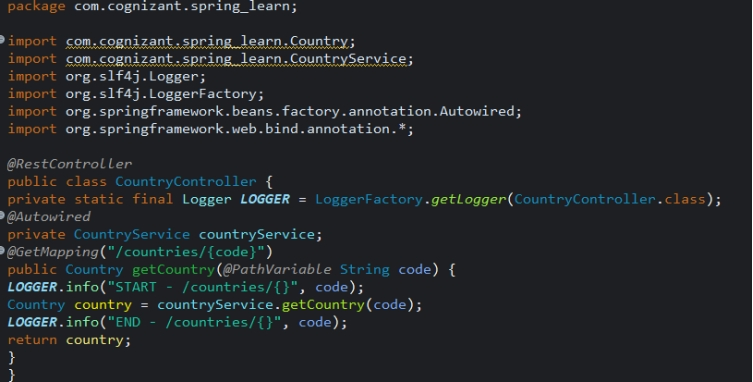 package com.cognizant.spring_learn;
import com.cognizant.spring_learn.Country;
import com.cognizant.spring_learn.CountryService;
import org.slf4j.Logger;
import org.slf4j.LoggerFactory;
import org.springframework.beans.factory.annotation.Autowired;
import org.springframework.web.bind.annotation.*;
@RestController
public class CountryController {
private static final Logger LOGGER = LoggerFactory.getLogger(CountryController.class);
@Autowired
private CountryService countryService;
@GetMapping("/countries/{code}")
public Country getCountry(@PathVariable String code) {
LOGGER.info("START - /countries/{}", code);
Country country = countryService.getCountry(code);
LOGGER.info("END - /countries/{}", code);
return country;
}
}